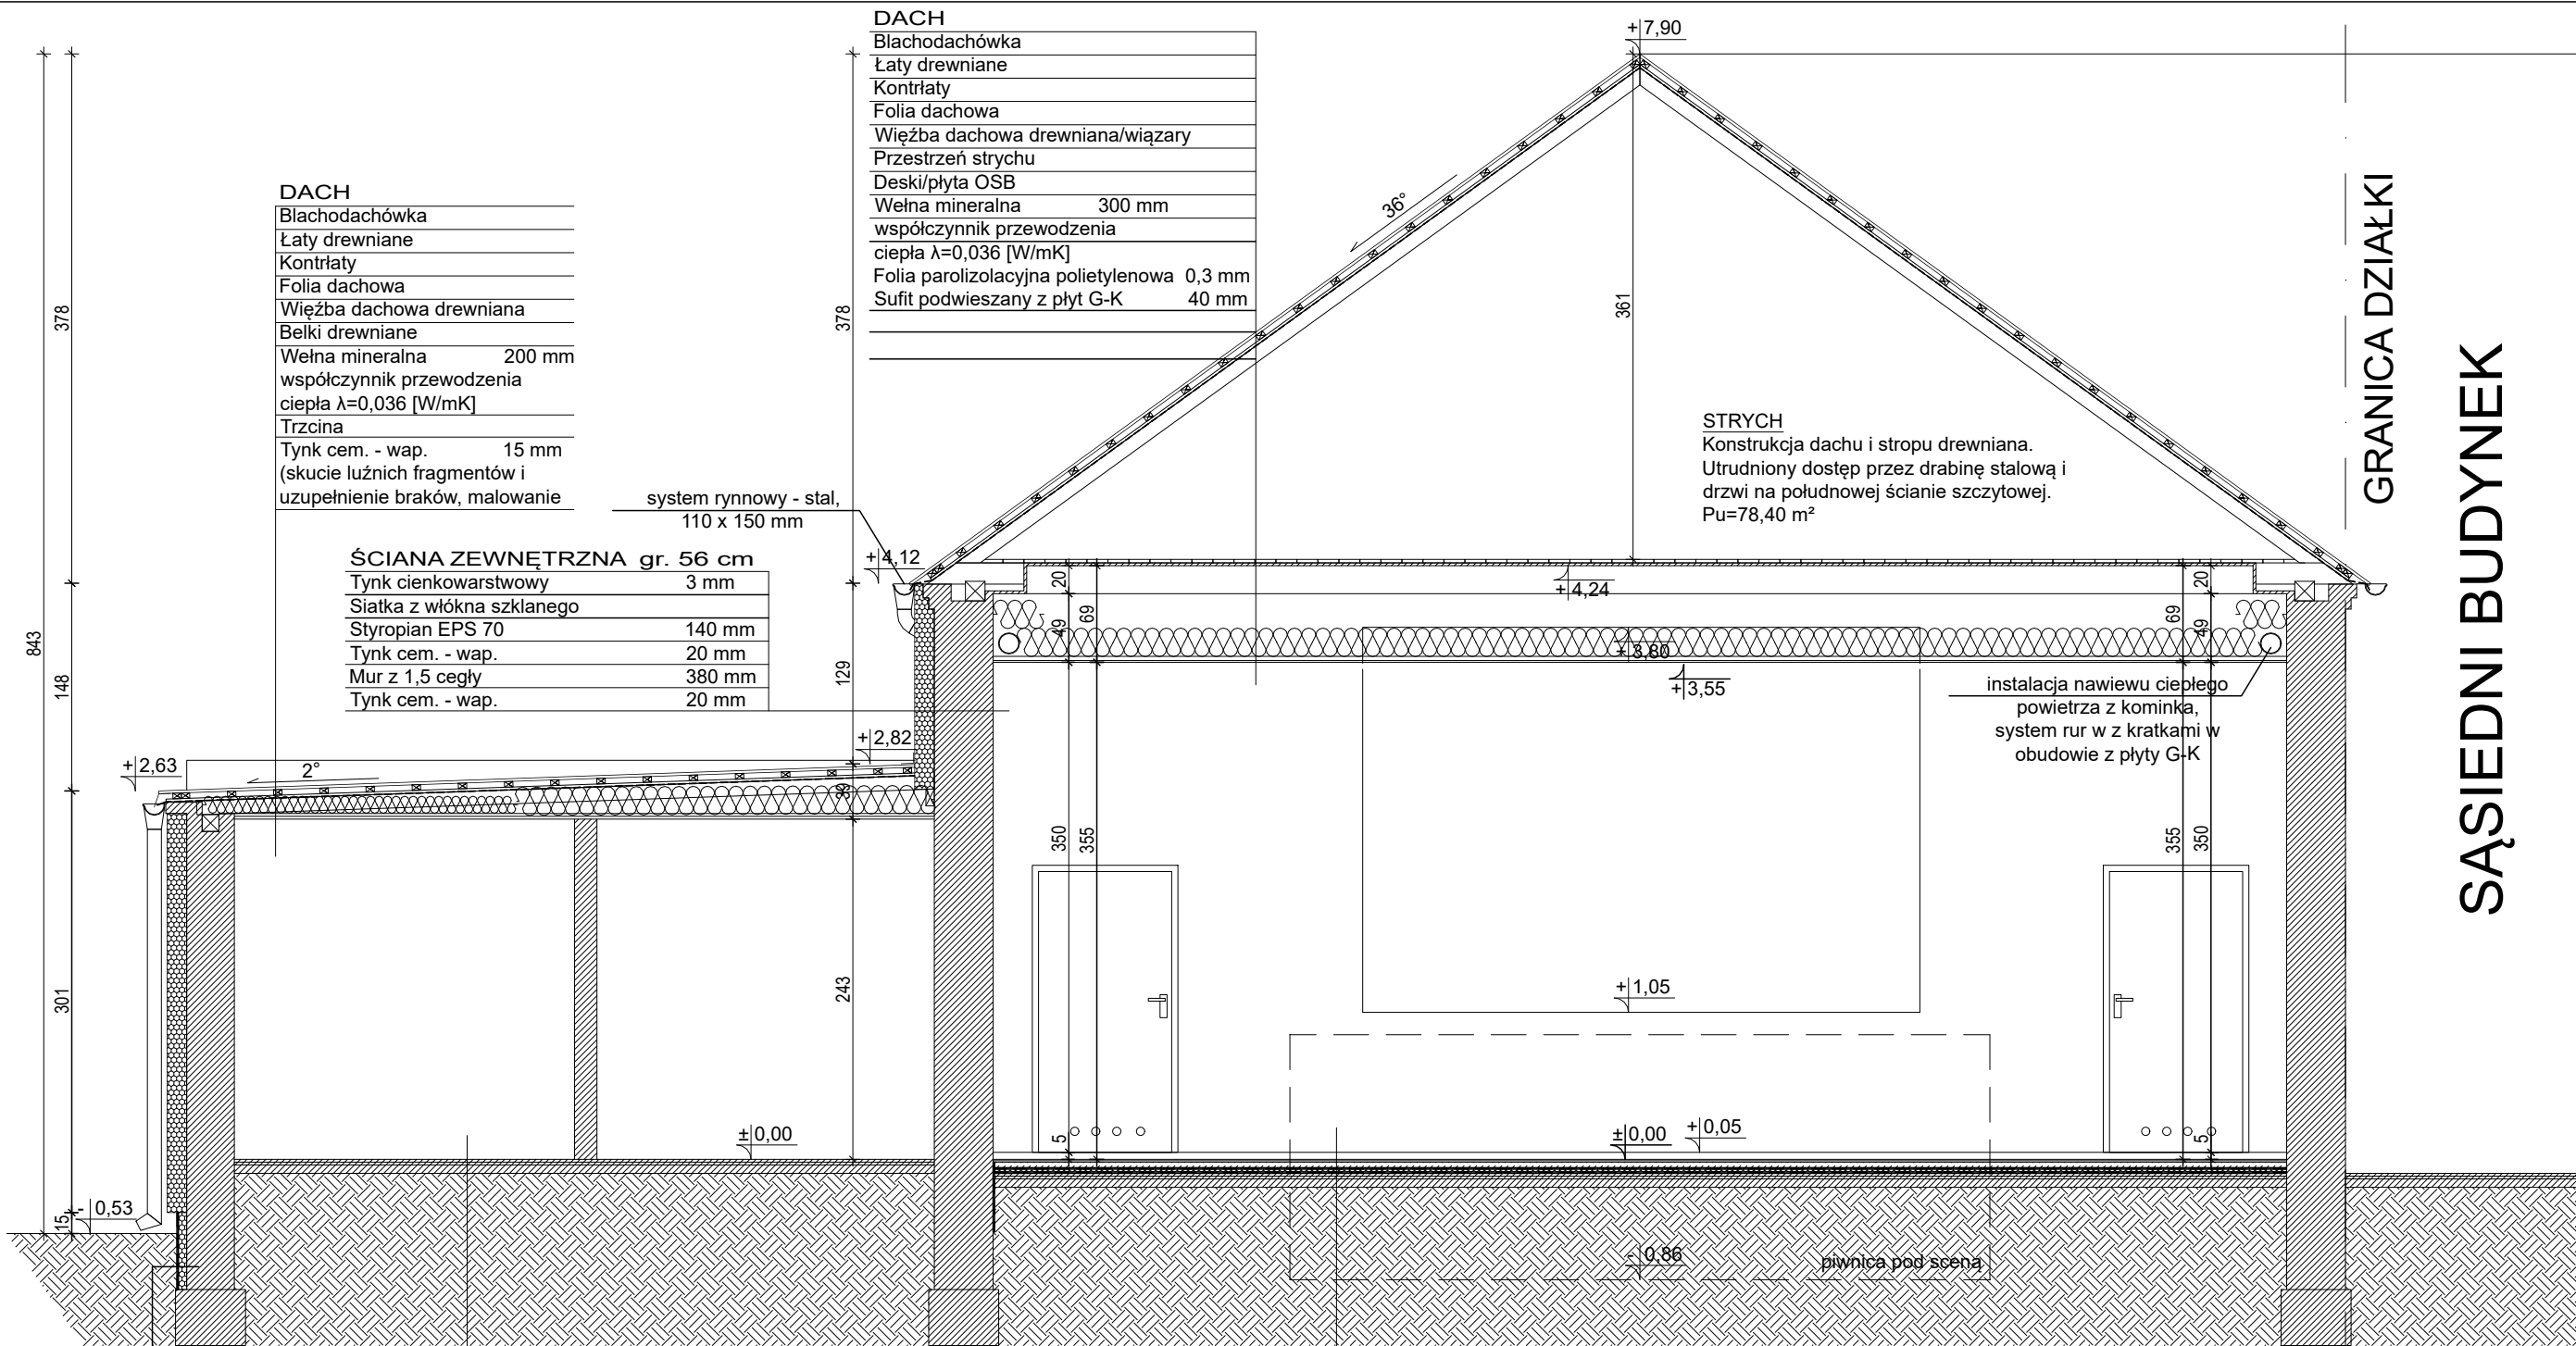 DACH
Blachodachówka
Łaty drewniane
Kontrłaty
Folia dachowa
Więźba dachowa drewniana/wiązary
Przestrzeń strychu
Deski/płyta OSB
Wełna mineralna 300 mm
współczynnik przewodzenia
ciepła λ=0,036 [W/mK]
Folia parolizolacyjna polietylenowa 0,3 mm
Sufit podwieszany z płyt G-K 40 mm
+7,90
DACH
Blachodachówka
Łaty drewniane
Kontrłaty
Folia dachowa
Więźba dachowa drewniana
Belki drewniane
Wełna mineralna 200 mm
współczynnik przewodzenia
ciepła λ=0,036 [W/mK]
Trzcina
Tynk cem. - wap. 15 mm
(skucie luźnich fragmentów i
uzupełnienie braków, malowanie
system rynnowy - stal,
110 x 150 mm
ŚCIANA ZEWNĘTRZNA gr. 56 cm
Tynk cienkowarstwowy 3 mm
Siatka z włókna szklanego
Styropian EPS 70 140 mm
Tynk cem. - wap. 20 mm
Mur z 1,5 cegły 380 mm
Tynk cem. - wap. 20 mm
36°
361
STRYCH
Konstrukcja dachu i stropu drewniana.
Utrudniony dostęp przez drabinę stalową i
drzwi na południowej ścianie szczytowej.
Pu=78,40 m²
GRANICA DZIAŁKI
SĄSIEDNI BUDYNEK
843
378
148
301
15
378
129
39
243
+4,12
+2,82
+2,63
2°
- 0,53
20
49
69
350
355
5
+4,24
+3,80
+3,55
20
69
49
355
350
5
instalacja nawiewu ciepłego
powietrza z kominka,
system rur w z kratkami w
obudowie z płyty G-K
+1,05
±0,00
±0,00
+0,05
- 0,86
piwnica pod sceną